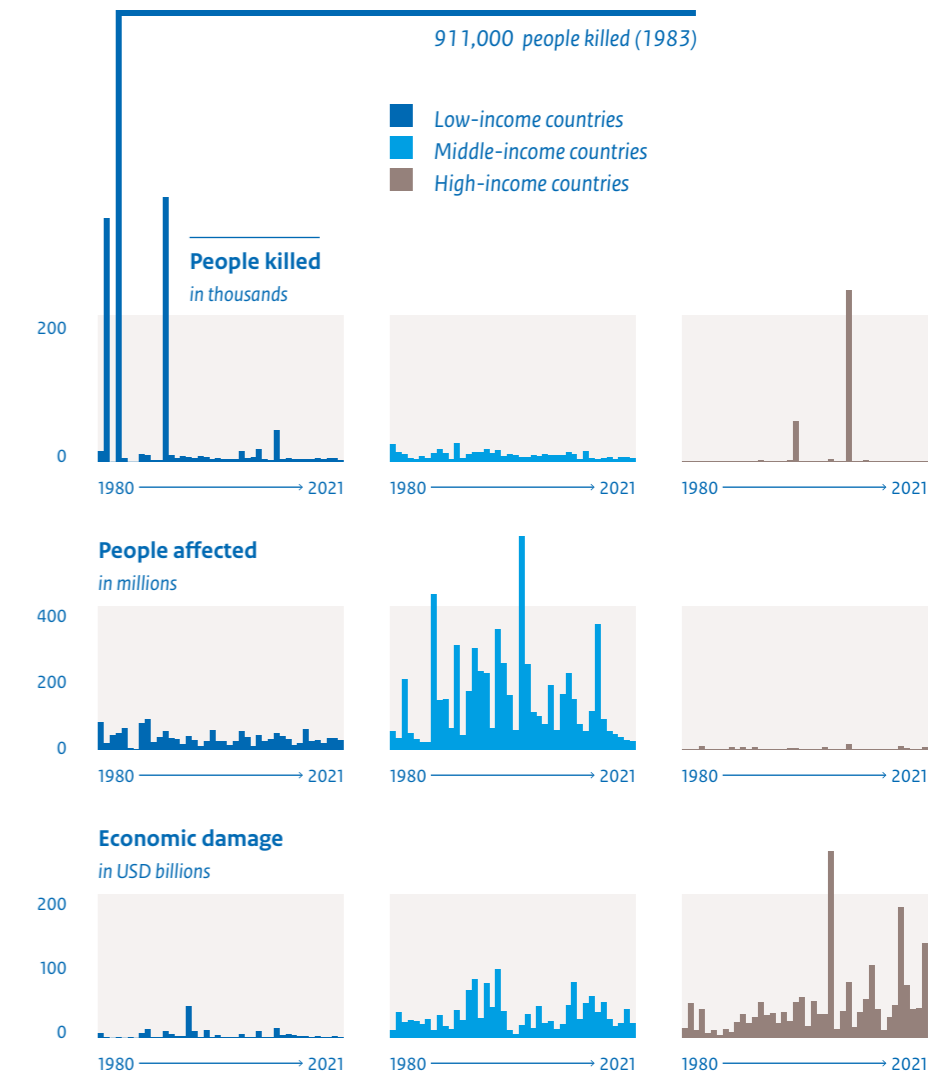 911,000 people killed (1983)
Low-income countries
Middle-income countries
High-income countries
People killed
in thousands
200
0
1980 2021
1980 2021
1980 2021
People affected
in millions
400
200
0
1980 2021
1980 2021
1980 2021
Economic damage
in USD billions
200
100
0
1980 2021
1980 2021
1980 2021